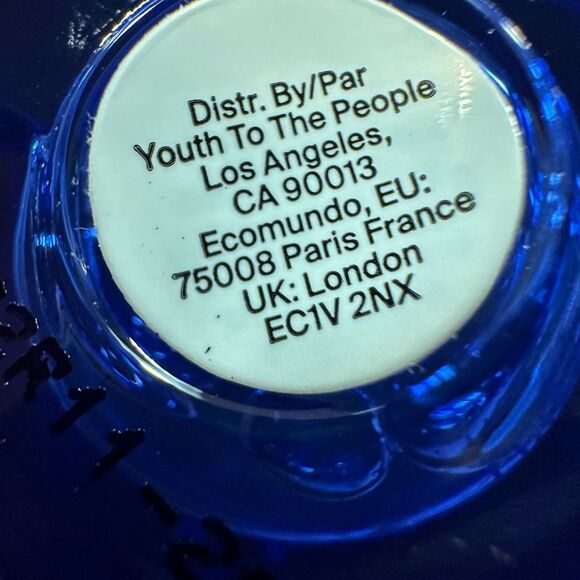 Distr. By/Par
Youth To The People
Los Angeles,
CA 90013
Ecomundo, EU:
75008 Paris France
UK: London
EC1V 2NX